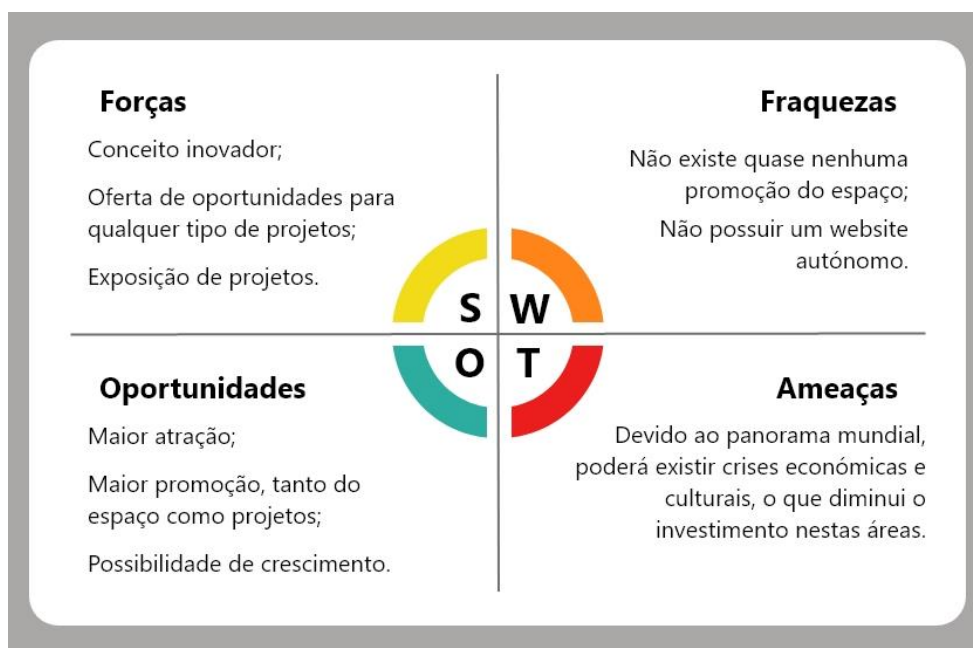 Forças
Conceito inovador;
Oferta de oportunidades para
qualquer tipo de projetos;
Exposição de projetos.
Fraquezas
Não existe quase nenhuma
promoção do espaço;
Não possuir um website
autónomo.
S W
O T
Oportunidades
Maior atração;
Maior promoção, tanto do
espaço como projetos;
Possibilidade de crescimento.
Ameaças
Devido ao panorama mundial,
poderá existir crises económicas e
culturais, o que diminui o
investimento nestas áreas.